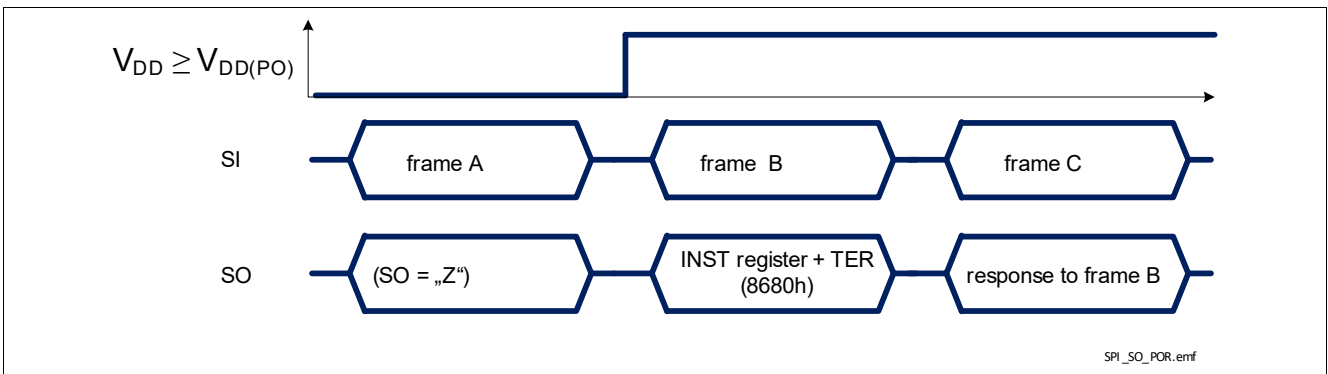 VDD ≥ VDD(PO)
SI
frame A
frame B
frame C
SO
(SO = „Z“)
INST register + TER
(8680h)
response to frame B
SPI_SO_POR.emf